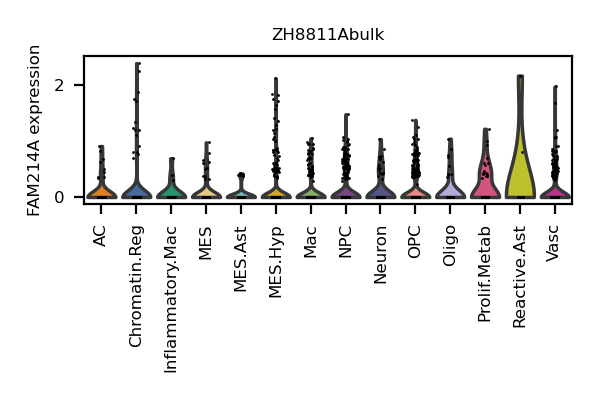 ZH8811Abulk
FAM214A expression
2
0
AC
Chromatin.Reg
Inflammatory.Mac
MES
MES.Ast
MES.Hyp
Mac
NPC
Neuron
OPC
Oligo
Prolif.Metab
Reactive.Ast
Vasc